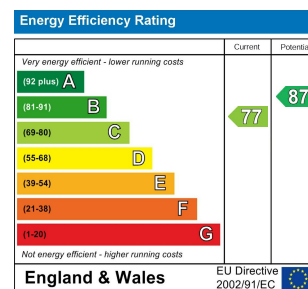 Energy Efficiency Rating
Current Potentia
Very energy efficient - lower running costs
(92 plus) A
(81-91) B
(69-80) C
(55-68) D
(39-54) E
(21-38) F
(1-20) G
77
87
Not energy efficient - higher running costs
England & Wales
EU Directive
2002/91/EC